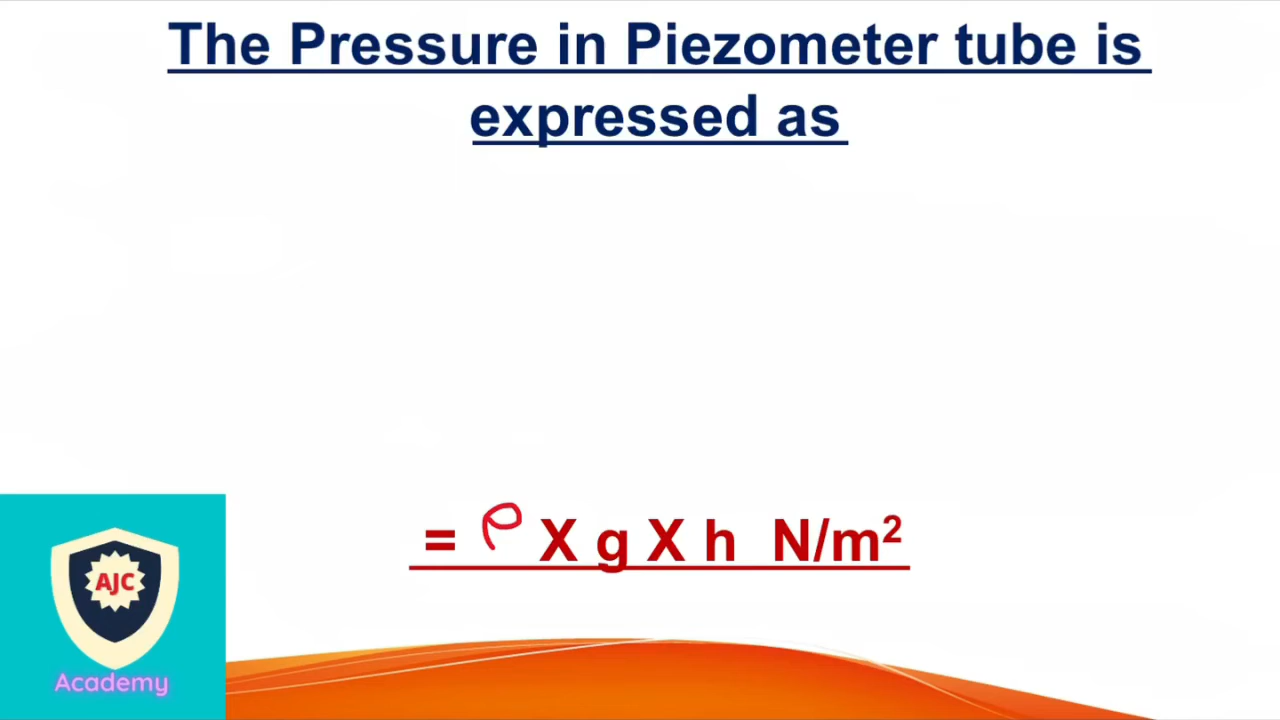 The Pressure in Piezometer tube is
expressed as
= ρ X g X h N/m²
AJC
Academy